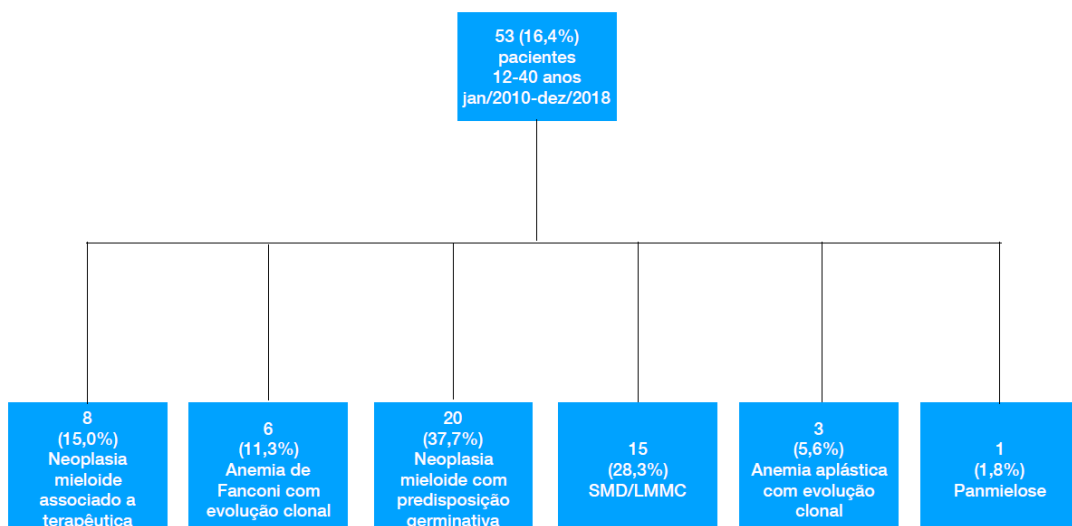 53 (16,4%)
pacientes
12-40 anos
jan/2010-dez/2018
8
(15,0%)
Neoplasia
mieloide
associado a
terapêutica
6
(11,3%)
Anemia de
Fanconi com
evolução clonal
20
(37,7%)
Neoplasia
mieloide com
predisposição
germinativa
15
(28,3%)
SMD/LMMC
3
(5,6%)
Anemia aplástica
com evolução
clonal
1
(1,8%)
Panmielose